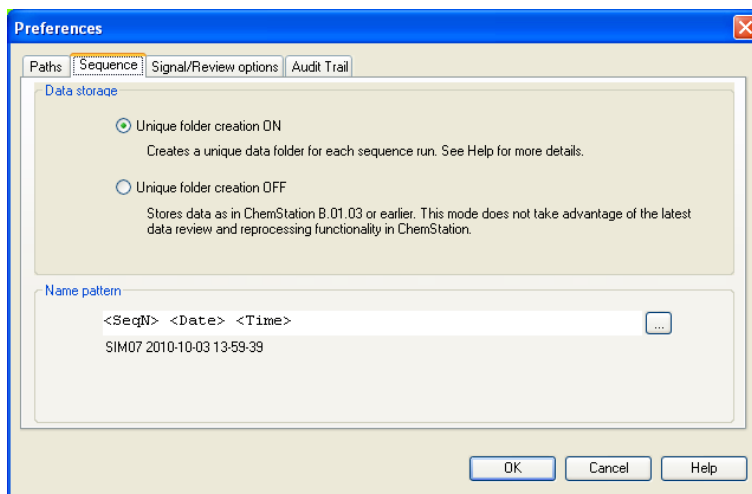 Preferences
Paths Sequence Signal/Review options Audit Trail
Data storage
Unique folder creation ON
Creates a unique data folder for each sequence run. See Help for more details.
Unique folder creation OFF
Stores data as in ChemStation B.01.03 or earlier. This mode does not take advantage of the latest
data review and reprocessing functionality in ChemStation.
Name pattern
<SeqN> <Date> <Time>
...
SIM07 2010-10-03 13-59-39
OK Cancel Help